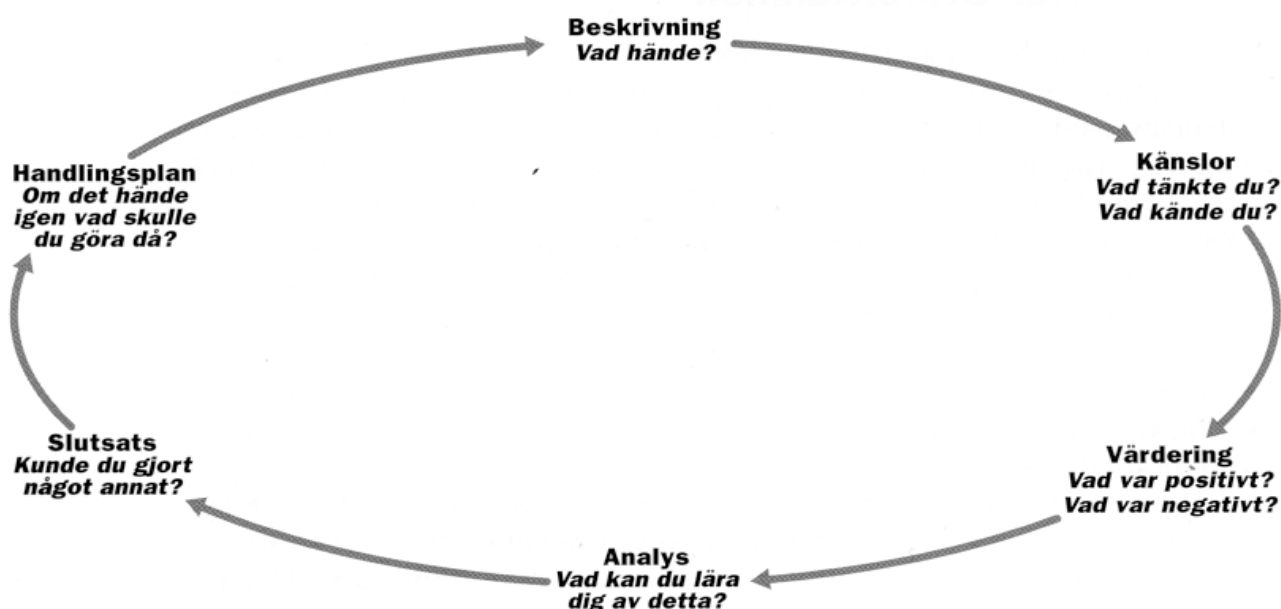 Beskrivning
Vad hände?
Känslor
Vad tänkte du?
Vad kände du?
Värdering
Vad var positivt?
Vad var negativt?
Analys
Vad kan du lära
dig av detta?
Slutsats
Kunde du gjort
något annat?
Handlingsplan
Om det hände
igen vad skulle
du göra då?